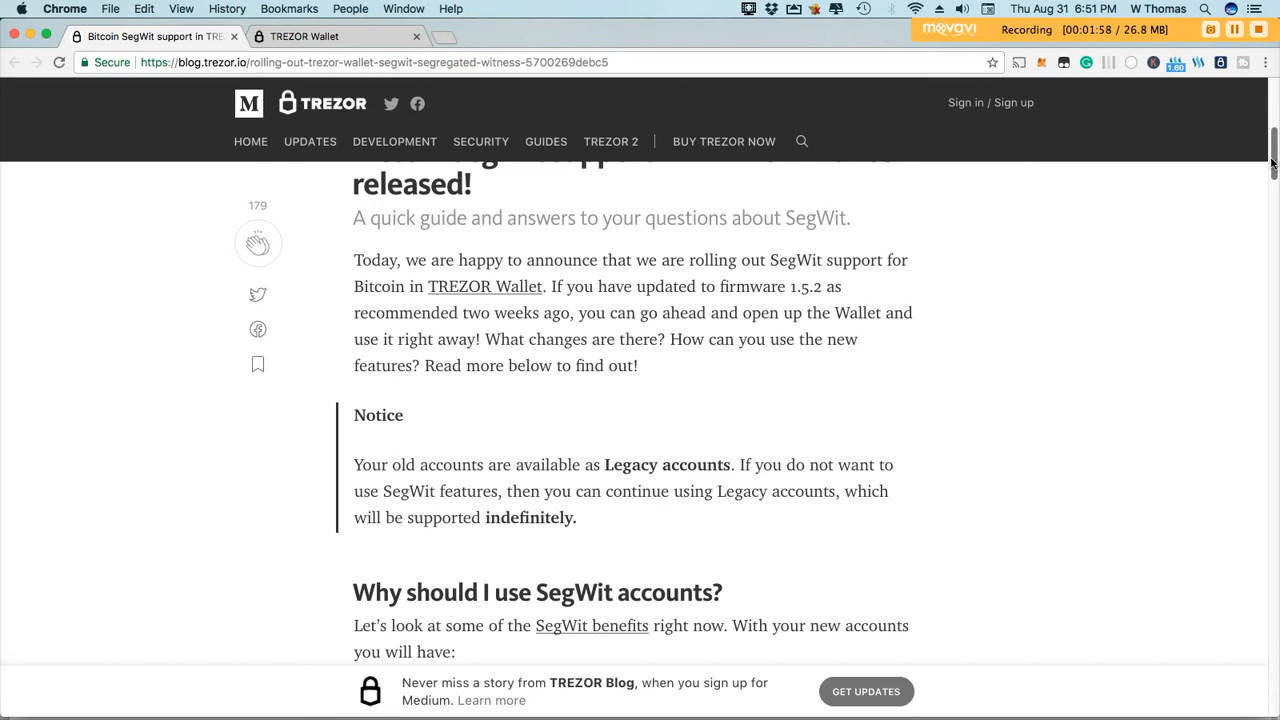 Chrome File Edit View History Bookmarks People Window Help Thu Aug 31 6:51 PM W Thomas
Bitcoin SegWit support in TRE
TREZOR Wallet
movavi Recording [00:01:58 / 26.8 MB]
Secure https://blog.trezor.io/rolling-out-trezor-wallet-segwit-segregated-witness-5700269debc5
1.60
M TREZOR Sign in / Sign up
HOME UPDATES DEVELOPMENT SECURITY GUIDES TREZOR 2 BUY TREZOR NOW
released!
179
A quick guide and answers to your questions about SegWit.
Today, we are happy to announce that we are rolling out SegWit support for
Bitcoin in TREZOR Wallet. If you have updated to firmware 1.5.2 as
recommended two weeks ago, you can go ahead and open up the Wallet and
use it right away! What changes are there? How can you use the new
features? Read more below to find out!
Notice
Your old accounts are available as Legacy accounts. If you do not want to
use SegWit features, then you can continue using Legacy accounts, which
will be supported indefinitely.
Why should I use SegWit accounts?
Let's look at some of the SegWit benefits right now. With your new accounts
you will have:
Never miss a story from TREZOR Blog, when you sign up for
Medium. Learn more
GET UPDATES